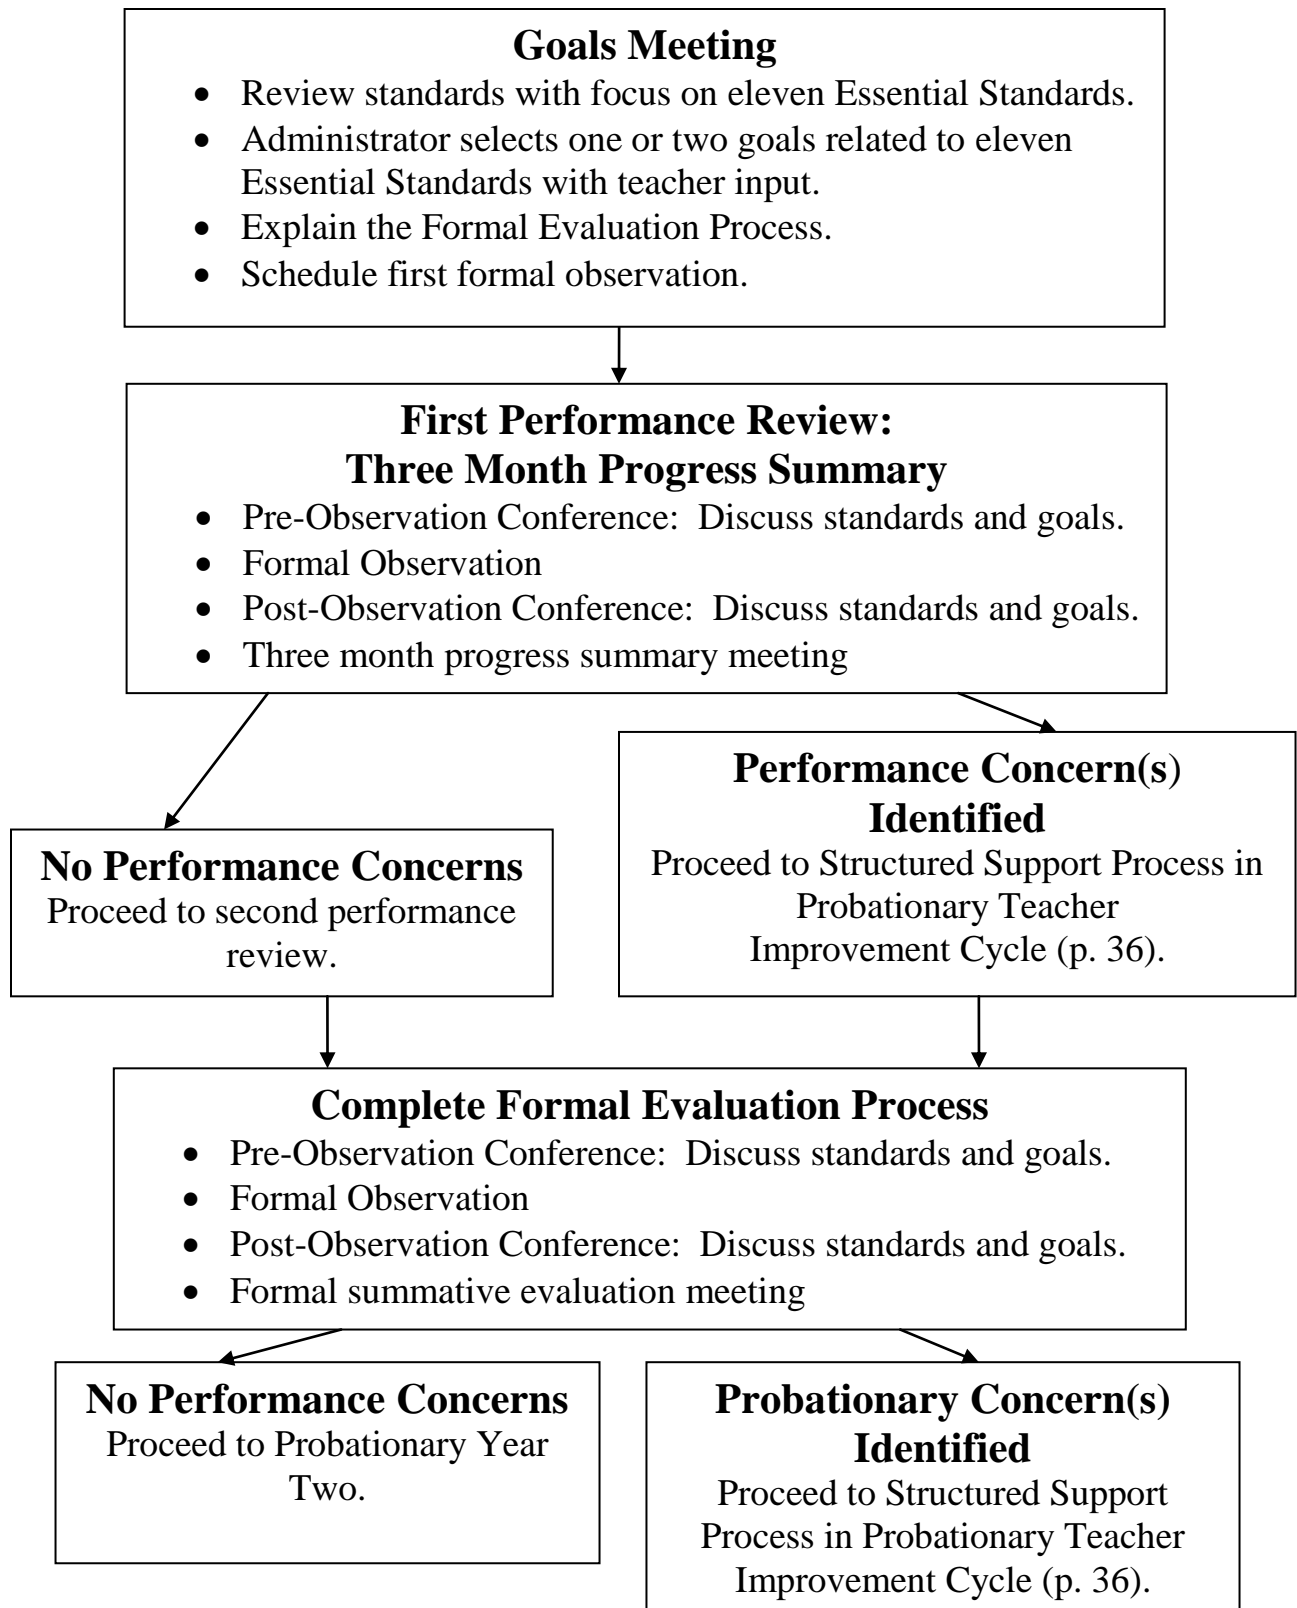 Goals Meeting
• Review standards with focus on eleven Essential Standards.
• Administrator selects one or two goals related to eleven
Essential Standards with teacher input.
• Explain the Formal Evaluation Process.
• Schedule first formal observation.
First Performance Review:
Three Month Progress Summary
• Pre-Observation Conference:  Discuss standards and goals.
• Formal Observation
• Post-Observation Conference:  Discuss standards and goals.
• Three month progress summary meeting
No Performance Concerns
Proceed to second performance
review.
Performance Concern(s)
Identified
Proceed to Structured Support Process in
Probationary Teacher
Improvement Cycle (p. 36).
Complete Formal Evaluation Process
• Pre-Observation Conference:  Discuss standards and goals.
• Formal Observation
• Post-Observation Conference:  Discuss standards and goals.
• Formal summative evaluation meeting
No Performance Concerns
Proceed to Probationary Year
Two.
Probationary Concern(s)
Identified
Proceed to Structured Support
Process in Probationary Teacher
Improvement Cycle (p. 36).